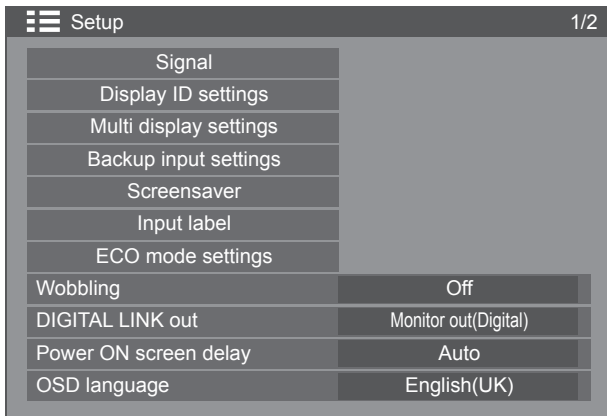 Setup 1/2
Signal
Display ID settings
Multi display settings
Backup input settings
Screensaver
Input label
ECO mode settings
Wobbling Off
DIGITAL LINK out Monitor out(Digital)
Power ON screen delay Auto
OSD language English(UK)